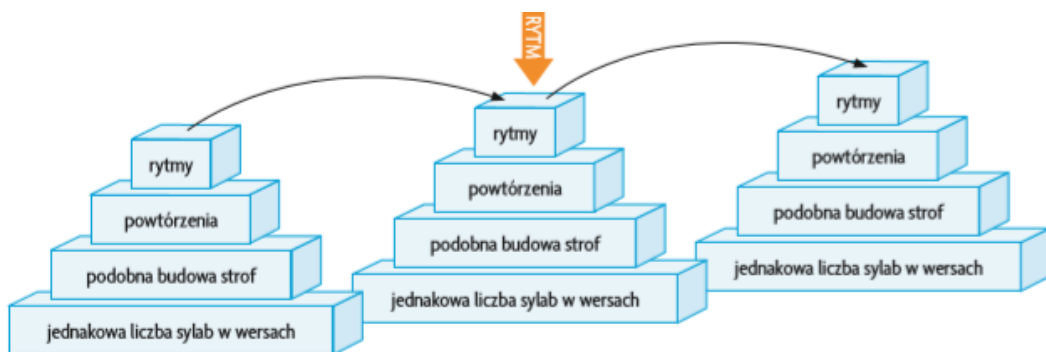 RYTM
rytmy
powtórzenia
podobna budowa strof
jednakowa liczba sylab w wersach
rytmy
powtórzenia
podobna budowa strof
jednakowa liczba sylab w wersach
rytmy
powtórzenia
podobna budowa strof
jednakowa liczba sylab w wersach